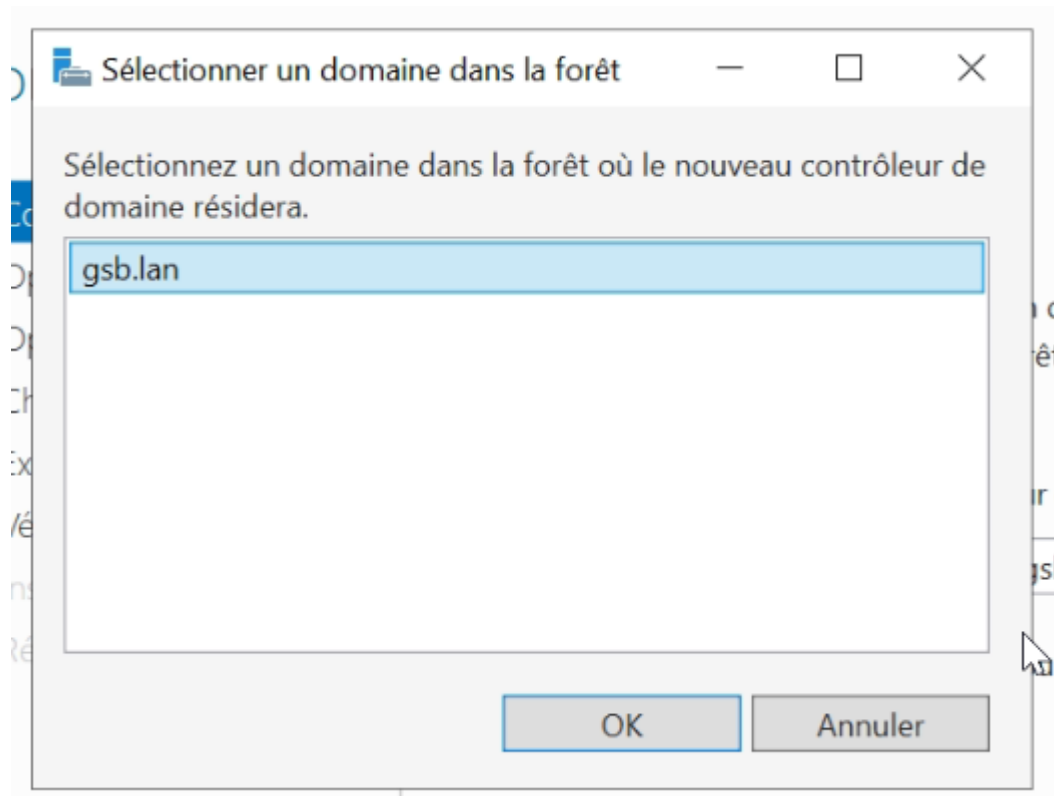 Sélectionner un domaine dans la forêt
Sélectionnez un domaine dans la forêt où le nouveau contrôleur de
domaine résidera.
gsb.lan
OK
Annuler